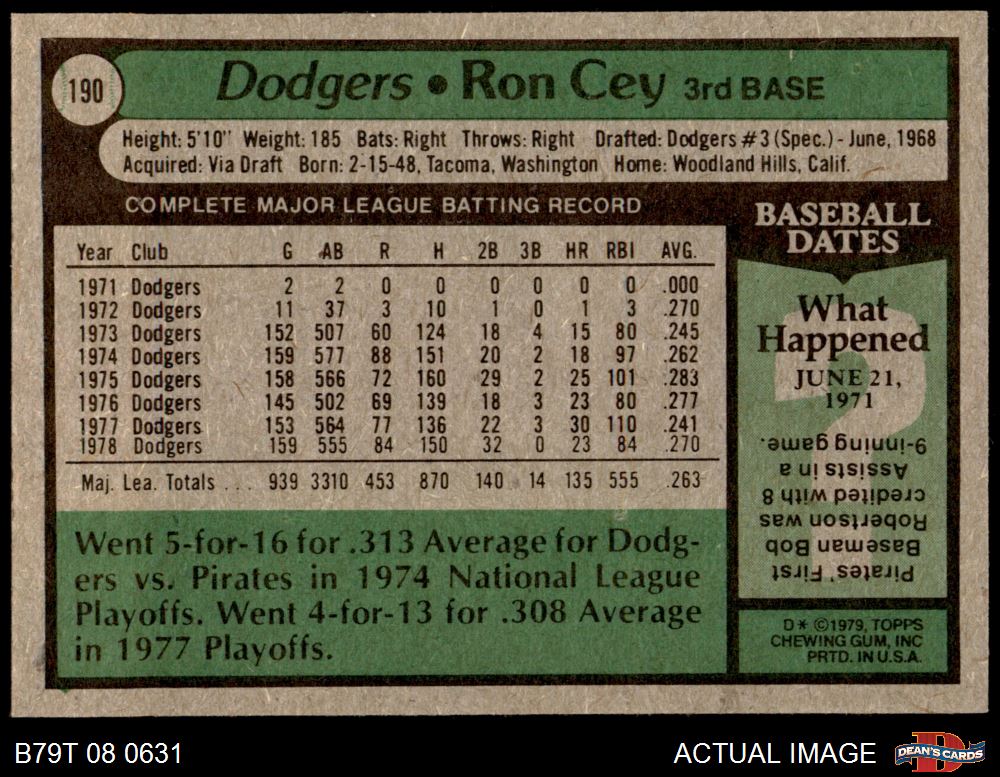 190
Dodgers • Ron Cey 3rd BASE
Height: 5'10" Weight: 185 Bats: Right Throws: Right Drafted: Dodgers #3 (Spec.) - June, 1968
Acquired: Via Draft Born: 2-15-48, Tacoma, Washington Home: Woodland Hills, Calif.
COMPLETE MAJOR LEAGUE BATTING RECORD
Year Club G AB R H 2B 3B HR RBI AVG.
1971 Dodgers 2 2 0 0 0 0 0 0 .000
1972 Dodgers 11 37 3 10 1 0 1 3 .270
1973 Dodgers 152 507 60 124 18 4 15 80 .245
1974 Dodgers 159 577 88 151 20 2 18 97 .262
1975 Dodgers 158 566 72 160 29 2 25 101 .283
1976 Dodgers 145 502 69 139 18 3 23 80 .277
1977 Dodgers 153 564 77 136 22 3 30 110 .241
1978 Dodgers 159 555 84 150 32 0 23 84 .270
Maj. Lea. Totals . . . 939 3310 453 870 140 14 135 555 .263
Went 5-for-16 for .313 Average for Dodg-
ers vs. Pirates in 1974 National League
Playoffs. Went 4-for-13 for .308 Average
in 1977 Playoffs.
BASEBALL
DATES
What
Happened
JUNE 21,
1971
Pirates' First
Baseman Bob
Robertson was
credited with 8
Assists in a
9-inning game.
D* ©1979, TOPPS
CHEWING GUM, INC
PRTD. IN U.S.A.
B79T 08 0631
ACTUAL IMAGE
DEAN'S CARDS